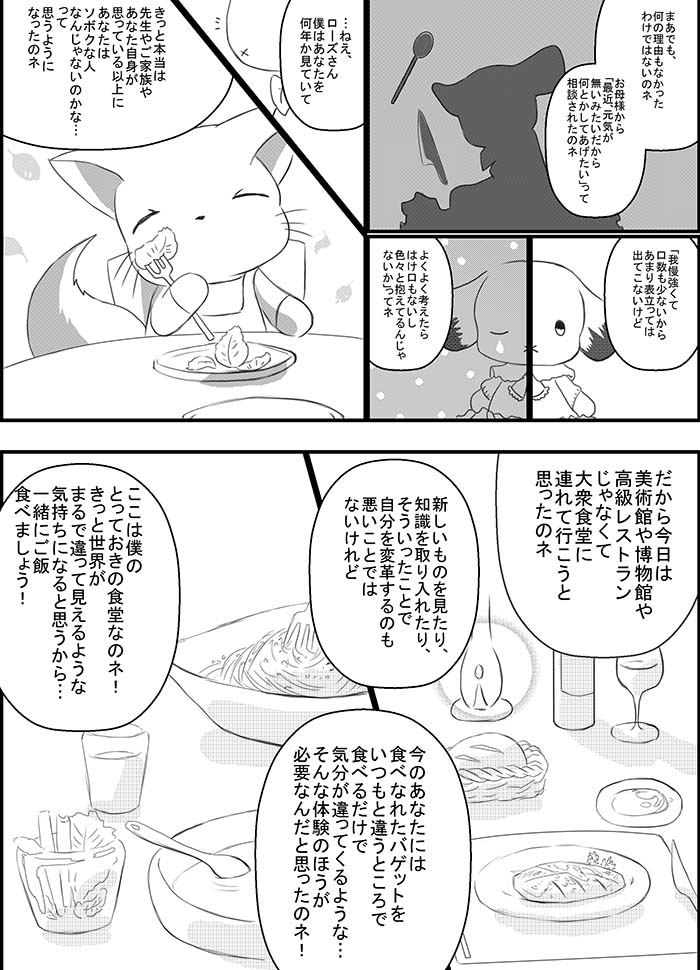 まあでも、
何の理由もなかった
わけではないのネ
お母様から
「最近、元気が
無いみたいだから
何とかしてあげたい」って
相談されたのネ
「我慢強くて
口数も少ないから
あまり表立っては
出てこないけど
よくよく考えたら
はけ口もないし
色々と抱えてるんじゃ
ないか」ってネ
…ねえ、
ローズさん
僕はあなたを
何年か見ていて
きっと本当は
先生やご家族や
あなた自身が
思っている以上に
あなたは
ソボクな人
なんじゃないのかな…
って
思うように
なったのネ
だから今日は
美術館や博物館や
高級レストラン
じゃなくて
大衆食堂に
連れて行こうと
思ったのネ
新しいものを見たり、
知識を取り入れたり、
そういったことで
自分を変革するのも
悪いことでは
ないけれど
今のあなたには
食べなれたバゲットを
いつもと違うところで
食べるだけで
気分が違ってくるような…
そんな体験のほうが
必要なんだと思ったのネ！
ここは僕の
とっておきの食堂なのネ！
きっと世界が
まるで違って見えるような
気持ちになると思うから…
一緒にご飯
食べましょう！